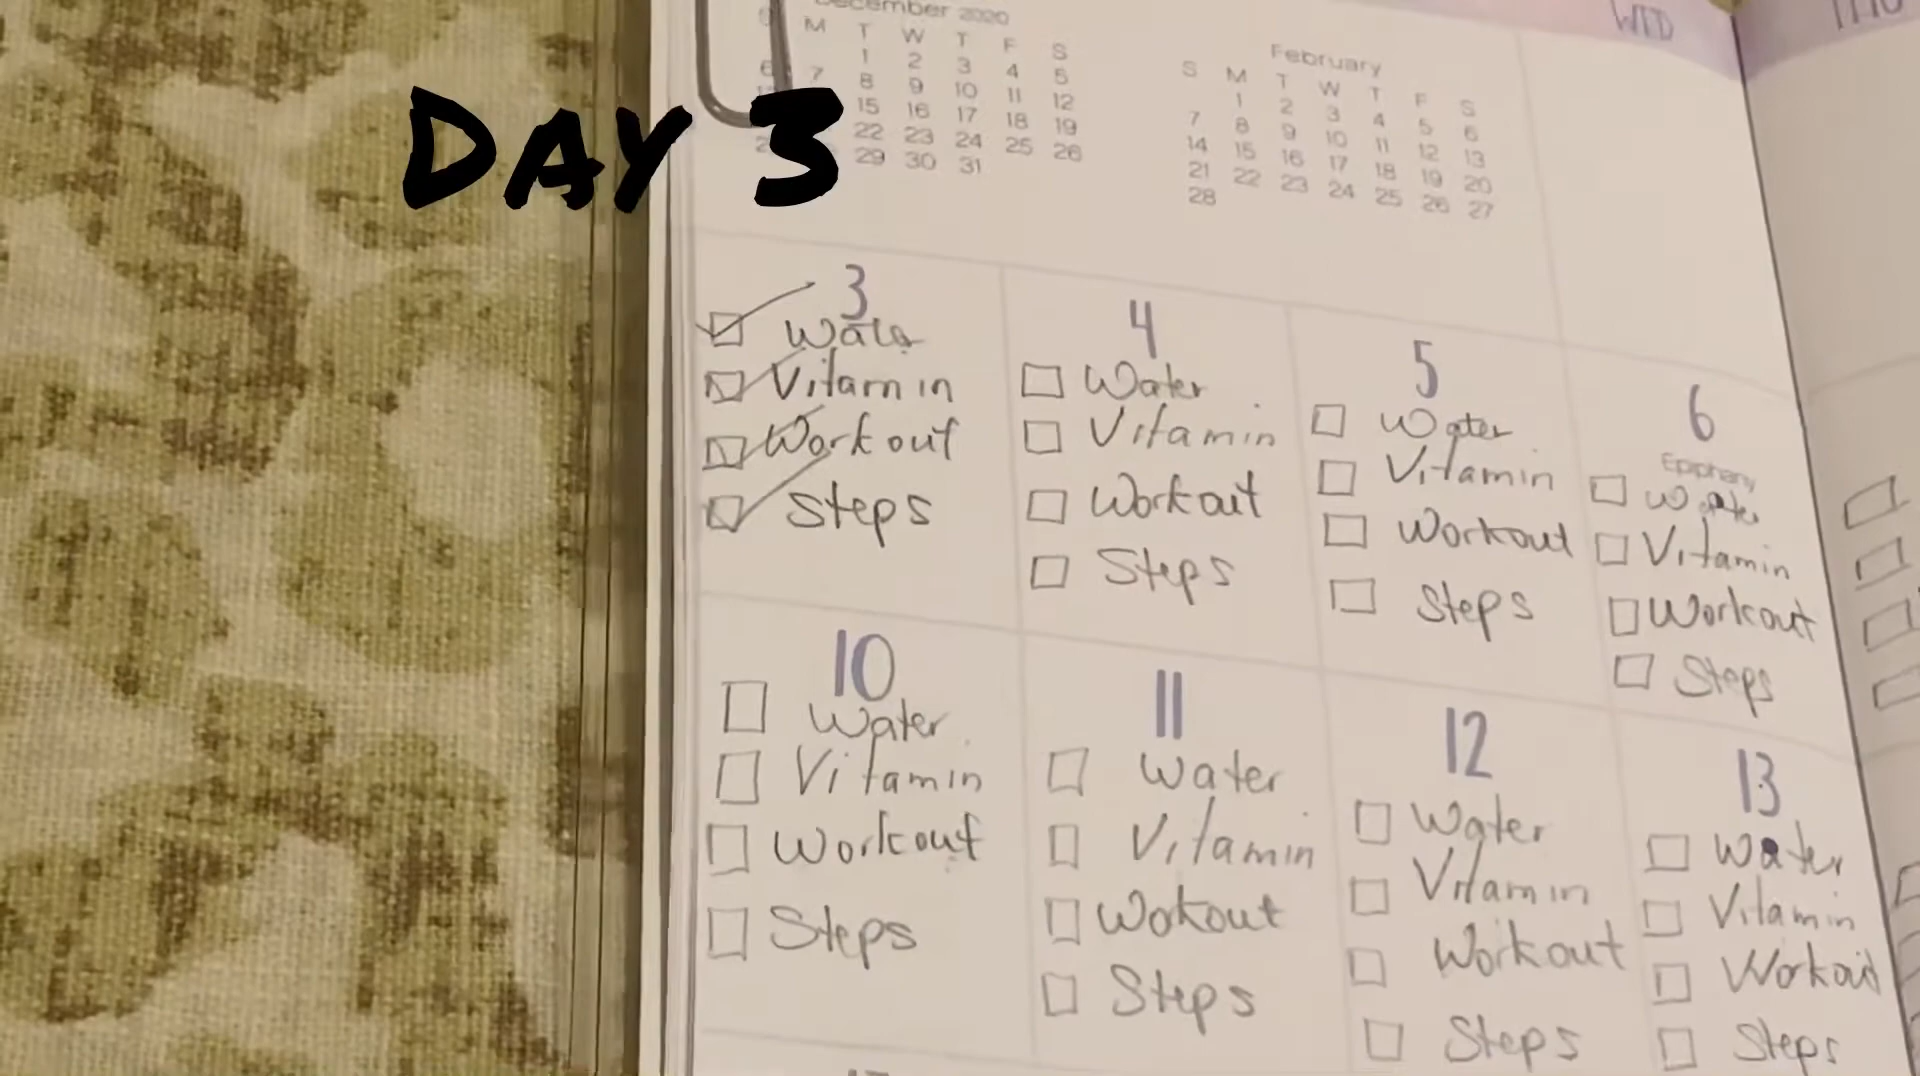 December 2020
M T W T F S
1 2 3 4 5
6 7 8 9 10 11 12
15 16 17 18 19
22 23 24 25 26
29 30 31
February
S M T W T F S
1 2 3 4 5 6
7 8 9 10 11 12 13
14 15 16 17 18 19 20
21 22 23 24 25 26 27
28
WED
DAY 3
3
Vitamin
Workout
Steps
4
Water
Vitamin
Workout
Steps
5
Water
Vitamin
Workout
Steps
6
Epiphany
Water
Vitamin
Workout
Steps
10
Water
Vitamin
Workout
Steps
11
Water
Vitamin
Wokout
Steps
12
Water
Vitamin
Workout
Steps
13
Water
Vitamin
Workout
Steps